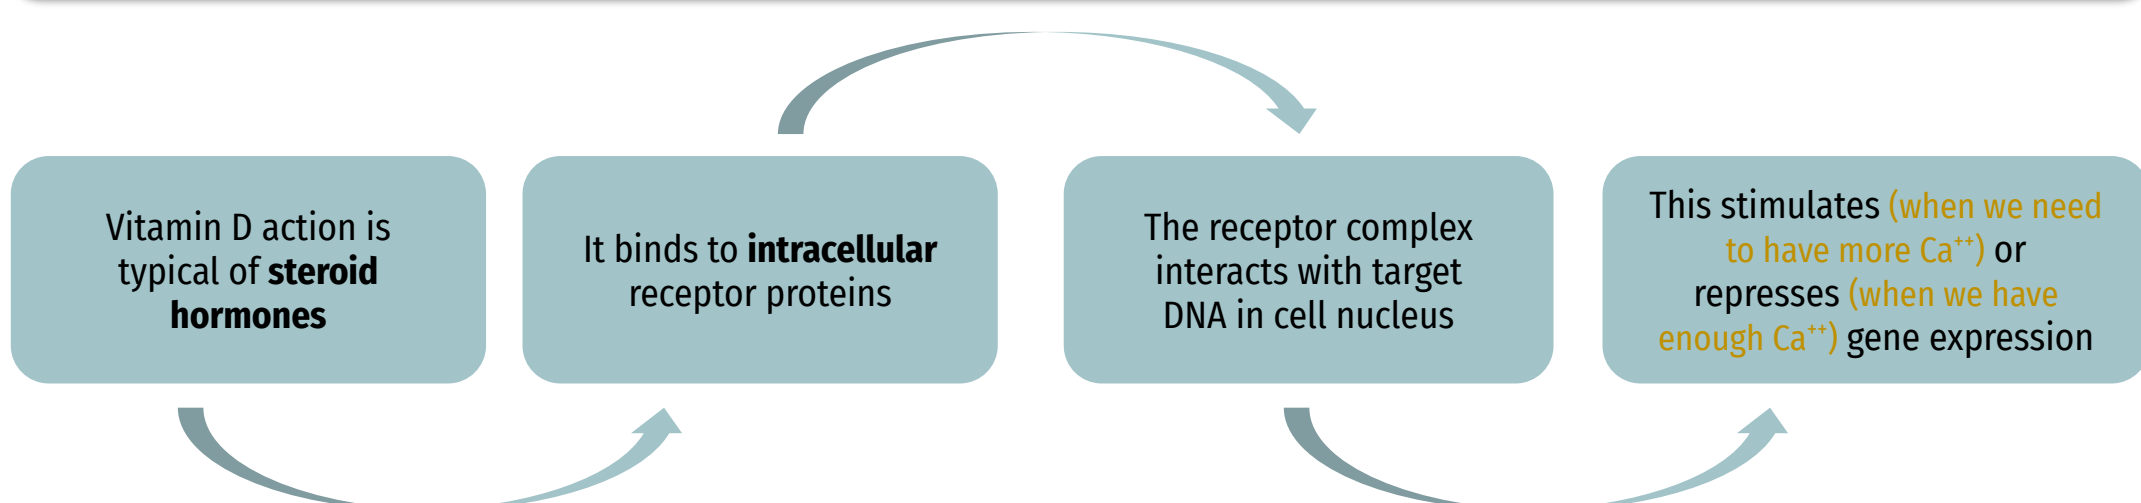 Vitamin D action is
typical of steroid
hormones
It binds to intracellular
receptor proteins
The receptor complex
interacts with target
DNA in cell nucleus
This stimulates (when we need
to have more Ca⁺⁺) or
represses (when we have
enough Ca⁺⁺) gene expression